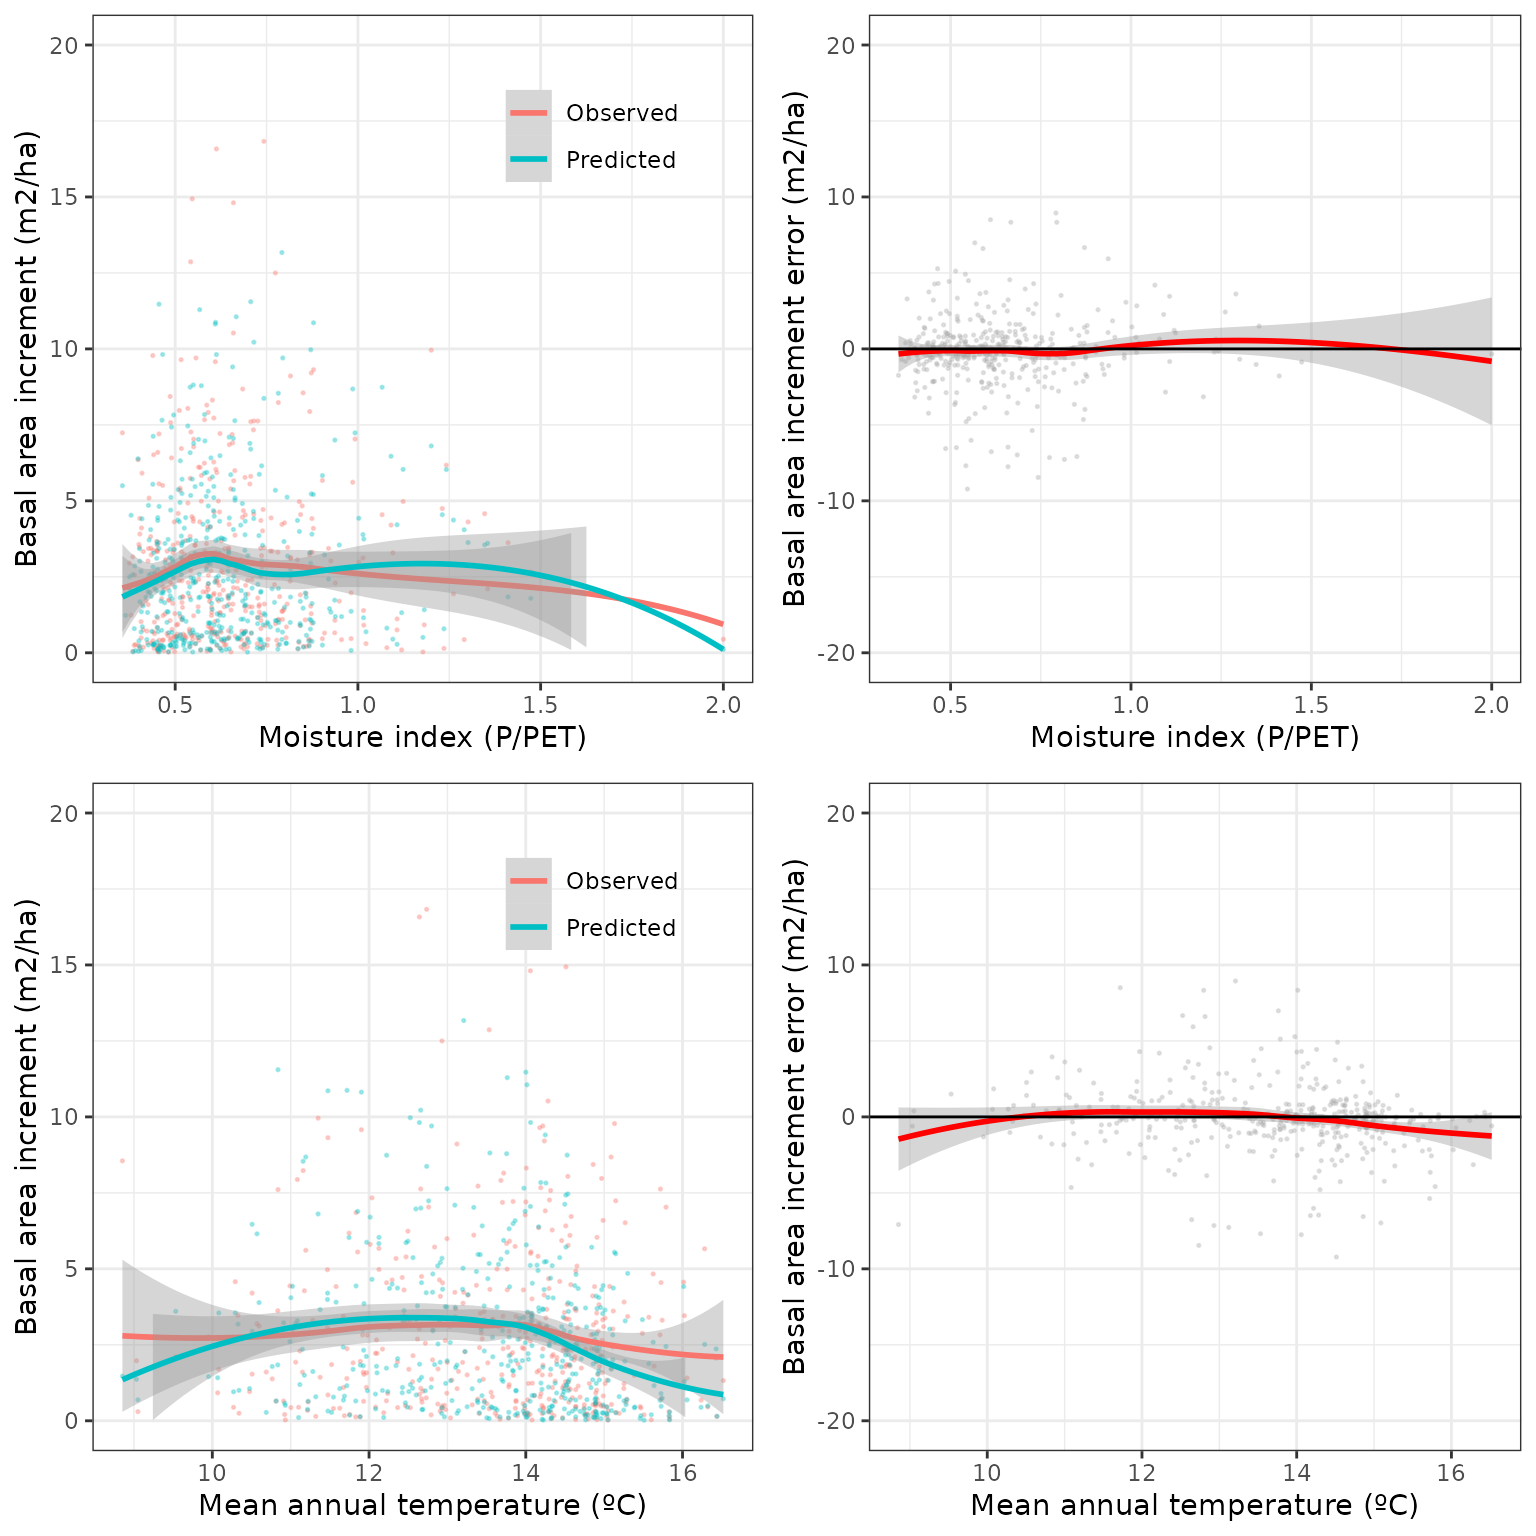 Basal area increment (m2/ha)
20
15
10
5
0
Observed
Predicted
0.5 1.0 1.5 2.0
Moisture index (P/PET)
Basal area increment error (m2/ha)
20
10
0
-10
-20
0.5 1.0 1.5 2.0
Moisture index (P/PET)
Basal area increment (m2/ha)
20
15
10
5
0
Observed
Predicted
10 12 14 16
Mean annual temperature (ºC)
Basal area increment error (m2/ha)
20
10
0
-10
-20
10 12 14 16
Mean annual temperature (ºC)